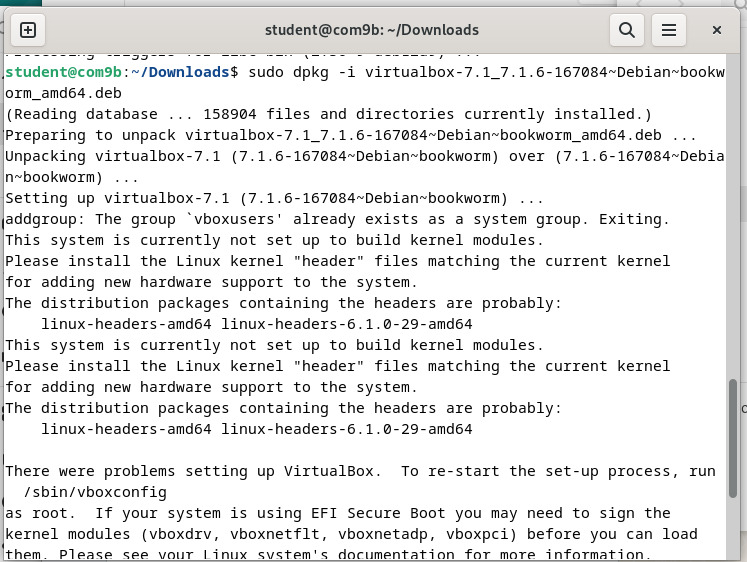 student@com9b: ~/Downloads
student@com9b:~/Downloads$ sudo dpkg -i virtualbox-7.1_7.1.6-167084~Debian~bookw
orm_amd64.deb
(Reading database ... 158904 files and directories currently installed.)
Preparing to unpack virtualbox-7.1_7.1.6-167084~Debian~bookworm_amd64.deb ...
Unpacking virtualbox-7.1 (7.1.6-167084~Debian~bookworm) over (7.1.6-167084~Debia
n~bookworm) ...
Setting up virtualbox-7.1 (7.1.6-167084~Debian~bookworm) ...
addgroup: The group `vboxusers' already exists as a system group. Exiting.
This system is currently not set up to build kernel modules.
Please install the Linux kernel "header" files matching the current kernel
for adding new hardware support to the system.
The distribution packages containing the headers are probably:
    linux-headers-amd64 linux-headers-6.1.0-29-amd64
This system is currently not set up to build kernel modules.
Please install the Linux kernel "header" files matching the current kernel
for adding new hardware support to the system.
The distribution packages containing the headers are probably:
    linux-headers-amd64 linux-headers-6.1.0-29-amd64

There were problems setting up VirtualBox.  To re-start the set-up process, run
  /sbin/vboxconfig
as root.  If your system is using EFI Secure Boot you may need to sign the
kernel modules (vboxdrv, vboxnetflt, vboxnetadp, vboxpci) before you can load
them. Please see your Linux system's documentation for more information.